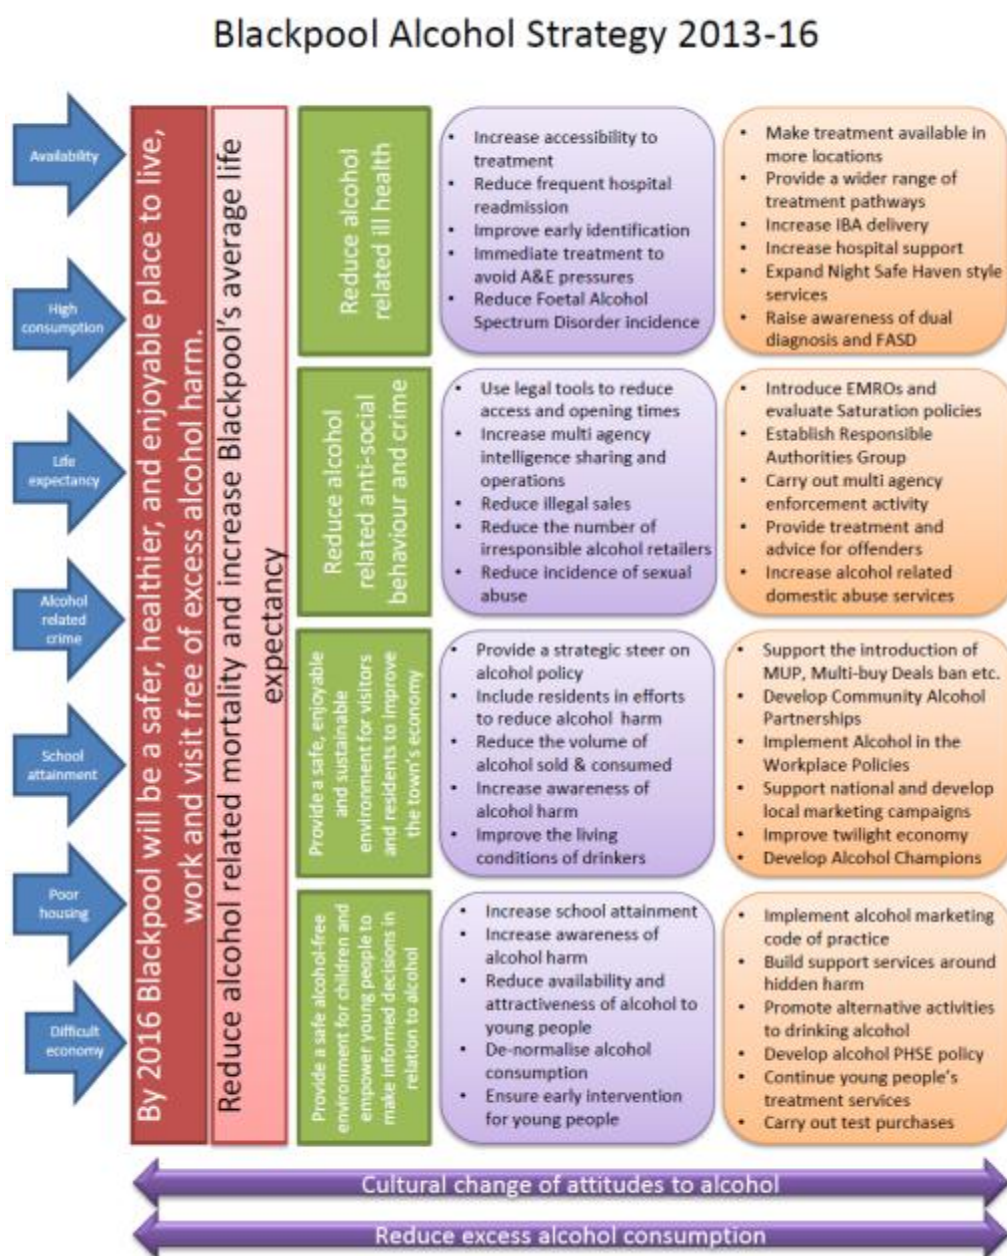 Blackpool Alcohol Strategy 2013-16
Availability
High
consumption
Life
expectancy
Alcohol
related
crime
School
attainment
Poor
housing
Difficult
economy
By 2016 Blackpool will be a safer, healthier, and enjoyable place to live,
work and visit free of excess alcohol harm.
Reduce alcohol related mortality and increase Blackpool's average life
expectancy
Reduce alcohol
related ill health
• Increase accessibility to
treatment
• Reduce frequent hospital
readmission
• Improve early identification
• Immediate treatment to
avoid A&E pressures
• Reduce Foetal Alcohol
Spectrum Disorder incidence
• Make treatment available in
more locations
• Provide a wider range of
treatment pathways
• Increase IBA delivery
• Increase hospital support
• Expand Night Safe Haven style
services
• Raise awareness of dual
diagnosis and FASD
Reduce alcohol
related anti-social
behaviour and crime
• Use legal tools to reduce
access and opening times
• Increase multi agency
intelligence sharing and
operations
• Reduce illegal sales
• Reduce the number of
irresponsible alcohol retailers
• Reduce incidence of sexual
abuse
• Introduce EMROs and
evaluate Saturation policies
• Establish Responsible
Authorities Group
• Carry out multi agency
enforcement activity
• Provide treatment and
advice for offenders
• Increase alcohol related
domestic abuse services
Provide a safe, enjoyable
and sustainable
environment for visitors
and residents to improve
the town's economy
• Provide a strategic steer on
alcohol policy
• Include residents in efforts
to reduce alcohol harm
• Reduce the volume of
alcohol sold & consumed
• Increase awareness of
alcohol harm
• Improve the living
conditions of drinkers
• Support the introduction of
MUP, Multi-buy Deals ban etc.
• Develop Community Alcohol
Partnerships
• Implement Alcohol in the
Workplace Policies
• Support national and develop
local marketing campaigns
• Improve twilight economy
• Develop Alcohol Champions
Provide a safe alcohol-free
environment for children and
empower young people to
make informed decisions in
relation to alcohol
• Increase school attainment
• Increase awareness of
alcohol harm
• Reduce availability and
attractiveness of alcohol to
young people
• De-normalise alcohol
consumption
• Ensure early intervention
for young people
• Implement alcohol marketing
code of practice
• Build support services around
hidden harm
• Promote alternative activities
to drinking alcohol
• Develop alcohol PHSE policy
• Continue young people's
treatment services
• Carry out test purchases
Cultural change of attitudes to alcohol
Reduce excess alcohol consumption